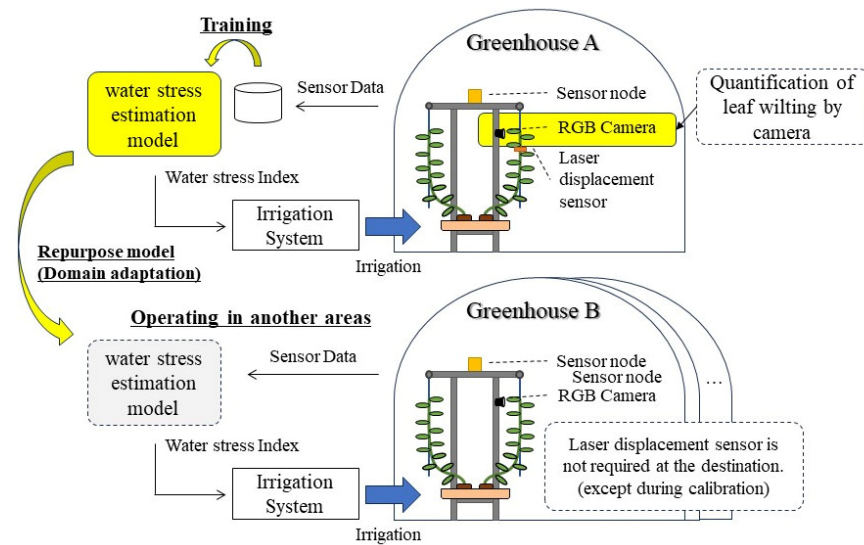 Training
Greenhouse A
water stress
estimation
model
Sensor Data
Sensor node
RGB Camera
Laser
displacement
sensor
Quantification of
leaf wilting by
camera
Water stress Index
Irrigation
System
Irrigation
Repurpose model
(Domain adaptation)
Operating in another areas
Greenhouse B
water stress
estimation
model
Sensor Data
Sensor node
Sensor node
RGB Camera
...
Laser displacement sensor is
not required at the destination.
(except during calibration)
Water stress Index
Irrigation
System
Irrigation